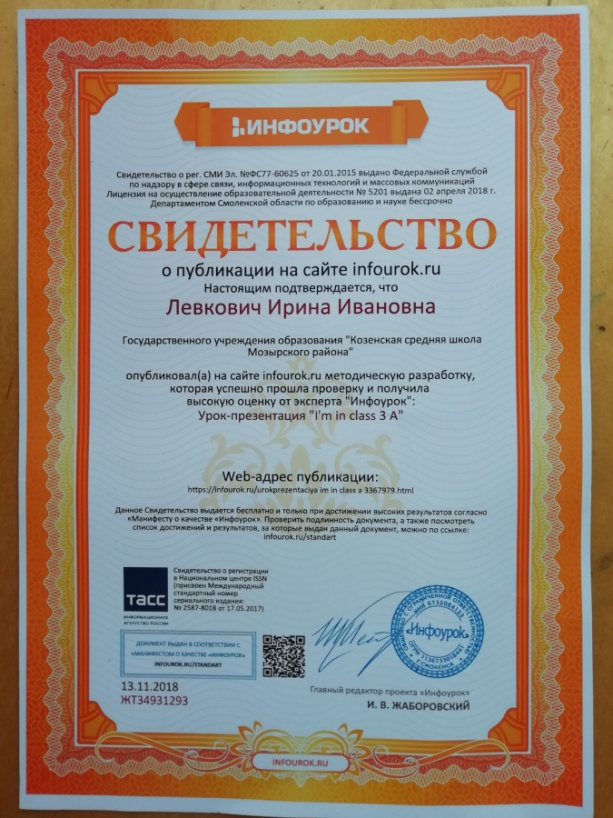 ИНФОУРОК
Свидетельство о рег. СМИ Эл. №ФС77-60625 от 20.01.2015 выдано Федеральной службой
по надзору в сфере связи, информационных технологий и массовых коммуникаций
Лицензия на осуществление образовательной деятельности № 5201 выдана 02 апреля 2018 г.
Департаментом Смоленской области по образованию и науке бессрочно
СВИДЕТЕЛЬСТВО
о публикации на сайте infourok.ru
Настоящим подтверждается, что
Левкович Ирина Ивановна
Государственного учреждения образования "Козенская средняя школа
Мозырского района"
опубликовал(а) на сайте infourok.ru методическую разработку,
которая успешно прошла проверку и получила
высокую оценку от эксперта "Инфоурок":
Урок-презентация "I'm in class 3 A"
Web-адрес публикации:
https://infourok.ru/urokprezentaciya im in class a 3367979.html
Данное Свидетельство выдается бесплатно и только при достижении высоких результатов согласно
«Манифесту о качестве «Инфоурок». Проверить подлинность документа, а также посмотреть
список достижений и результатов, за которые выдан данный документ, можно по ссылке:
infourok.ru/standart
ТАСС
ИНФОРМАЦИОННОЕ
АГЕНТСТВО РОССИИ
Свидетельство о регистрации
в Национальном центре ISSN
(присвоен Международный
стандартный номер
сериального издания:
№ 2587-8018 от 17.05.2017)
ДОКУМЕНТ ВЫДАН В СООТВЕТСТВИИ С
«МАНИФЕСТОМ О КАЧЕСТВЕ «ИНФОУРОК»
INFOUROK.RU/STANDART
«Инфоурок»
г.СМОЛЕНСК
13.11.2018
ЖТ34931293
Главный редактор проекта «Инфоурок»
И. В. ЖАБОРОВСКИЙ
INFOUROK.RU